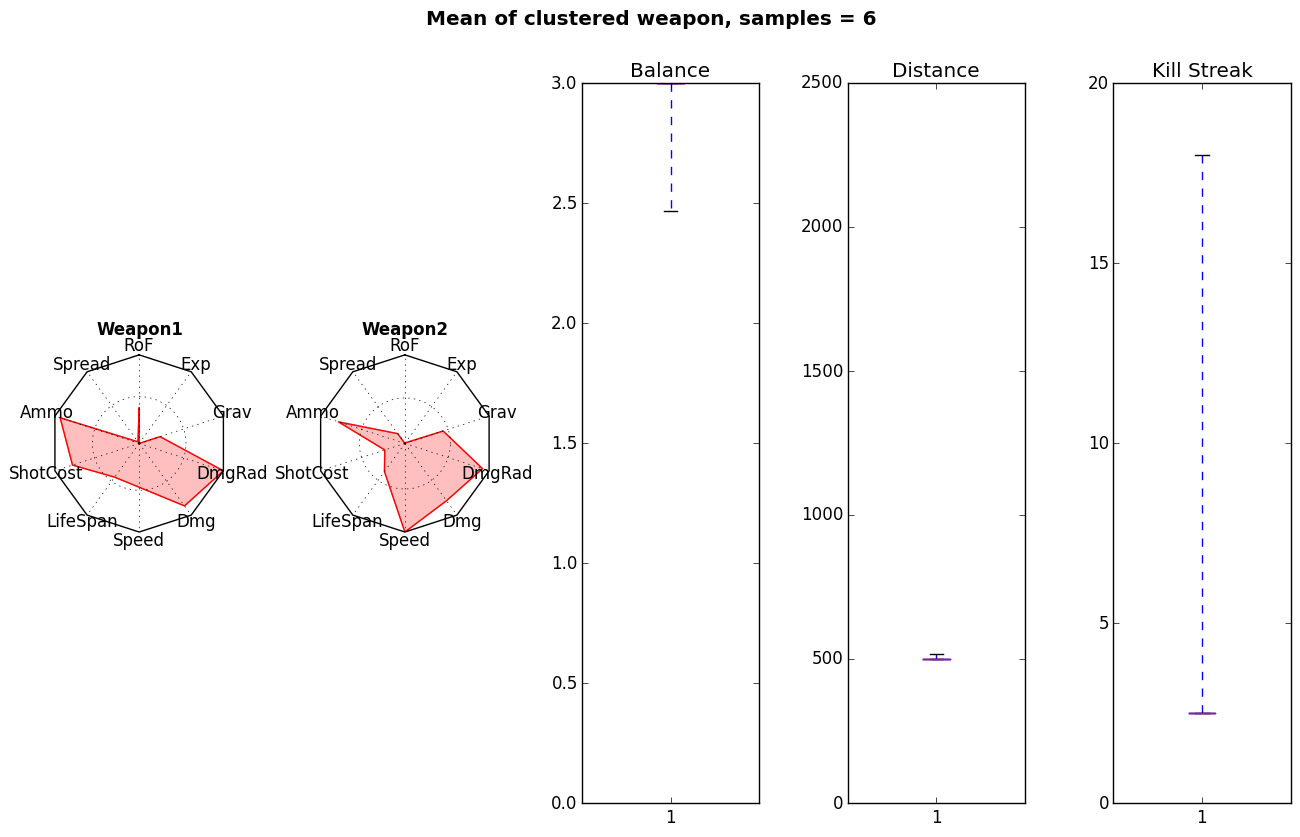 Mean of clustered weapon, samples = 6
Weapon1
RoF
Spread
Exp
Ammo
Grav
ShotCost
DmgRad
LifeSpan
Dmg
Speed
Weapon2
RoF
Spread
Exp
Ammo
Grav
ShotCost
DmgRad
LifeSpan
Dmg
Speed
Balance
3.0
2.5
2.0
1.5
1.0
0.5
0.0
1
Distance
2500
2000
1500
1000
500
0
1
Kill Streak
20
15
10
5
0
1